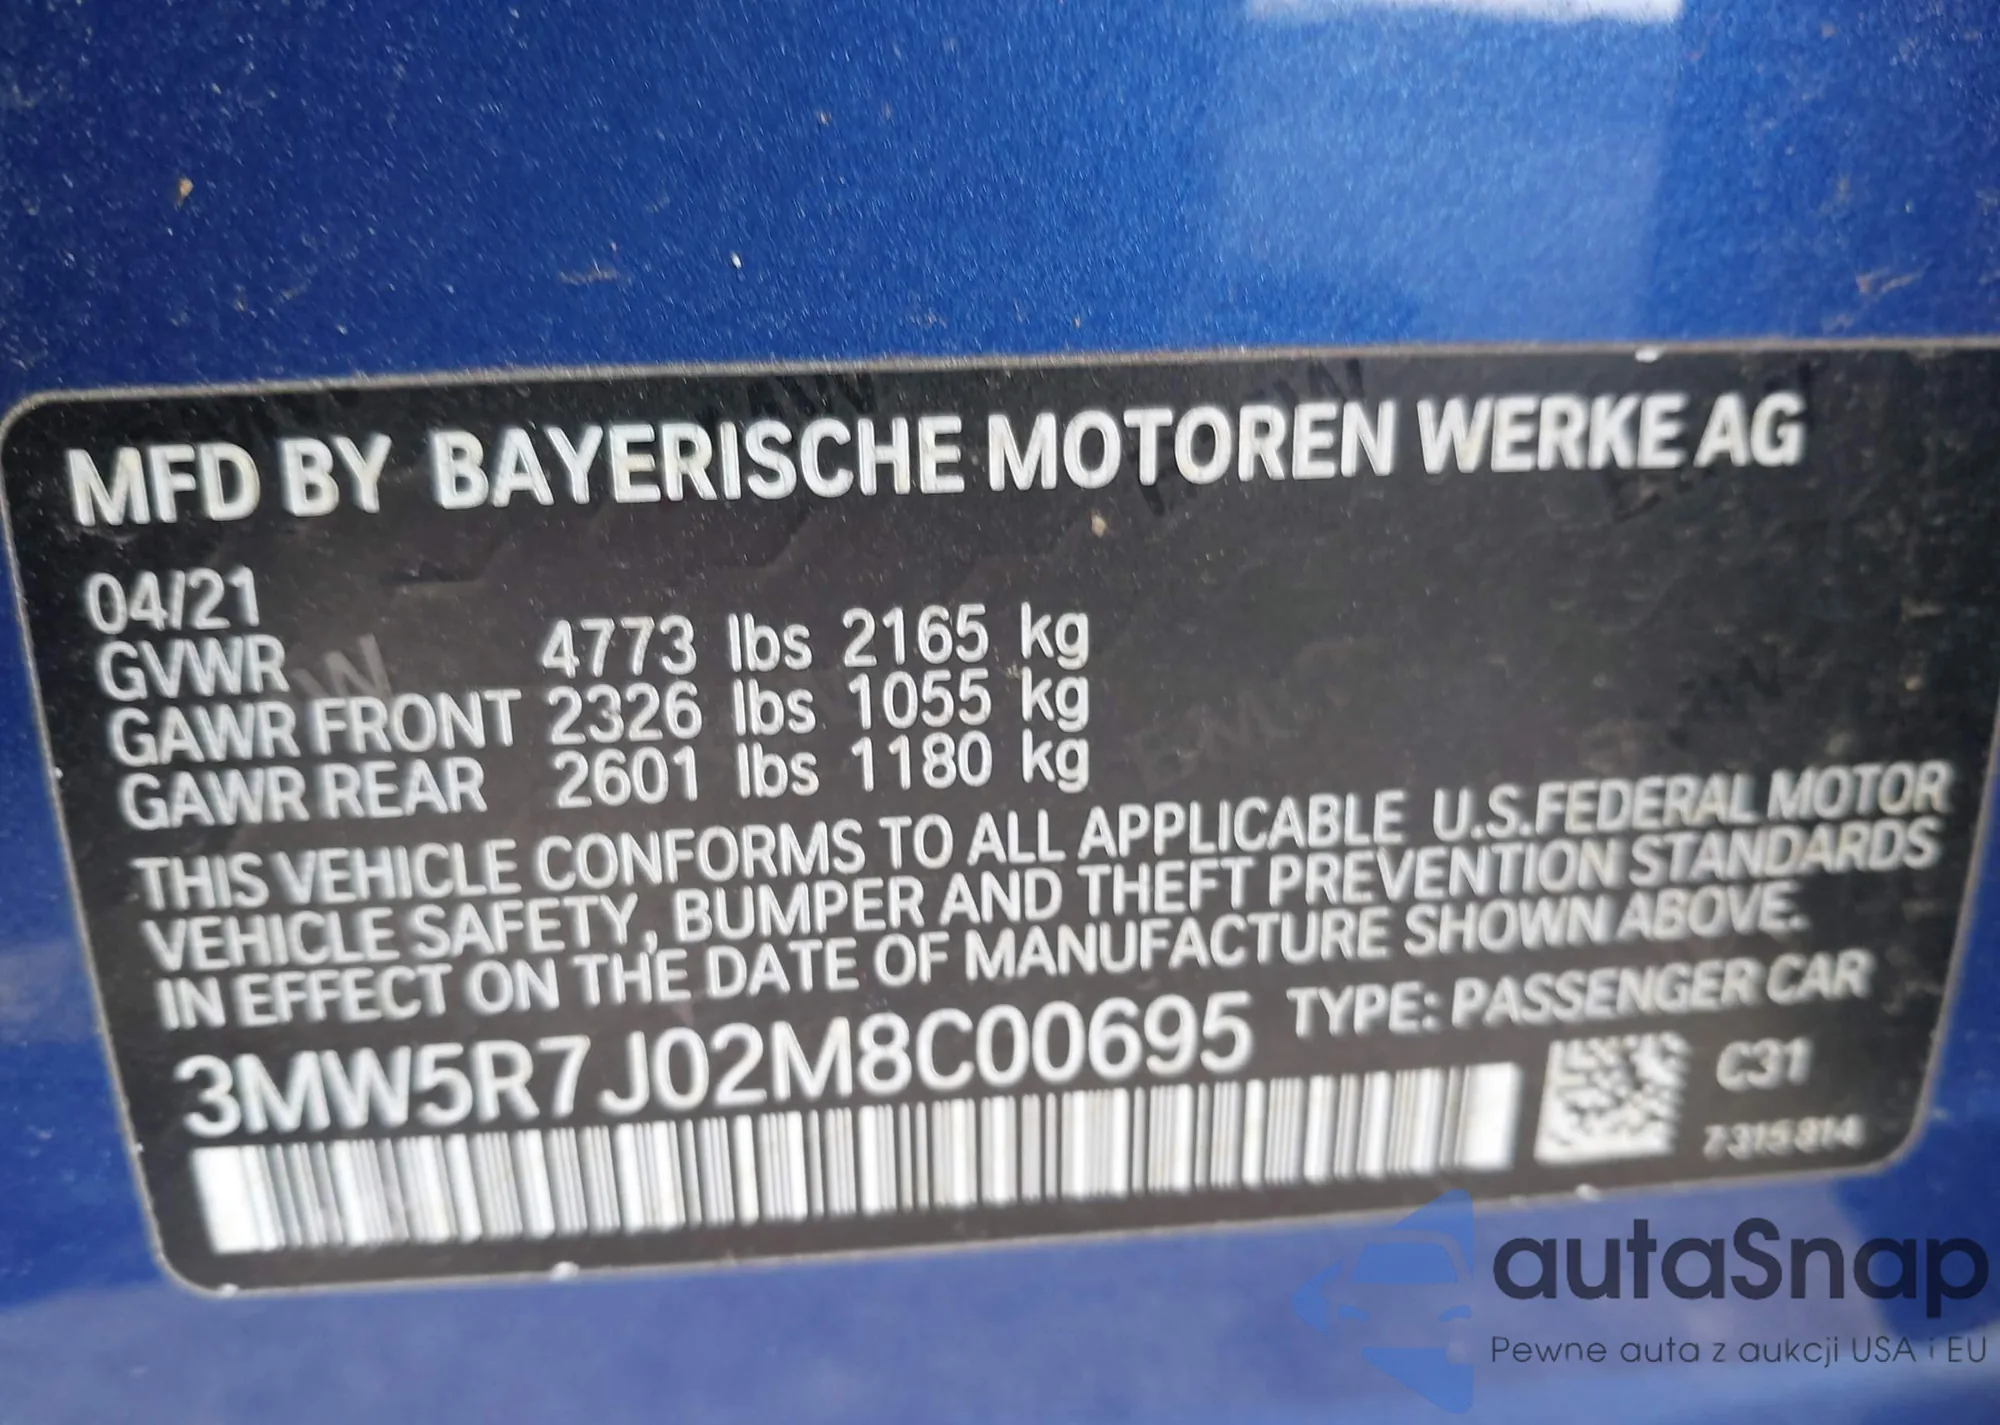 MFD BY BAYERISCHE MOTOREN WERKE AG
04/21
GVWR 4773 lbs 2165 kg
GAWR FRONT 2326 lbs 1055 kg
GAWR REAR 2601 lbs 1180 kg
THIS VEHICLE CONFORMS TO ALL APPLICABLE U.S.FEDERAL MOTOR
VEHICLE SAFETY, BUMPER AND THEFT PREVENTION STANDARDS
IN EFFECT ON THE DATE OF MANUFACTURE SHOWN ABOVE.
3MW5R7J02M8C00695 TYPE: PASSENGER CAR
C31
7315814
autaSnap
Pewne auta z aukcji USA i EU